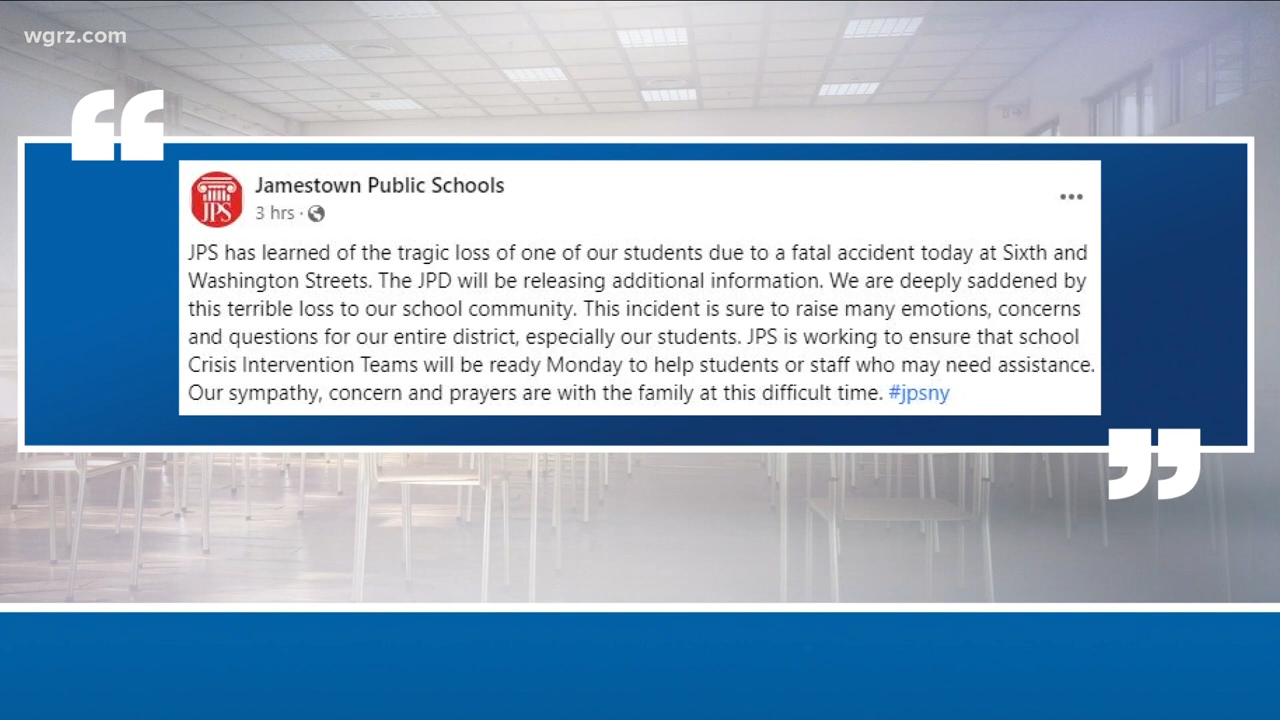 wgrz.com
“
JPS
Jamestown Public Schools
3 hrs ·
JPS has learned of the tragic loss of one of our students due to a fatal accident today at Sixth and
Washington Streets. The JPD will be releasing additional information. We are deeply saddened by
this terrible loss to our school community. This incident is sure to raise many emotions, concerns
and questions for our entire district, especially our students. JPS is working to ensure that school
Crisis Intervention Teams will be ready Monday to help students or staff who may need assistance.
Our sympathy, concern and prayers are with the family at this difficult time. #jpsny
”